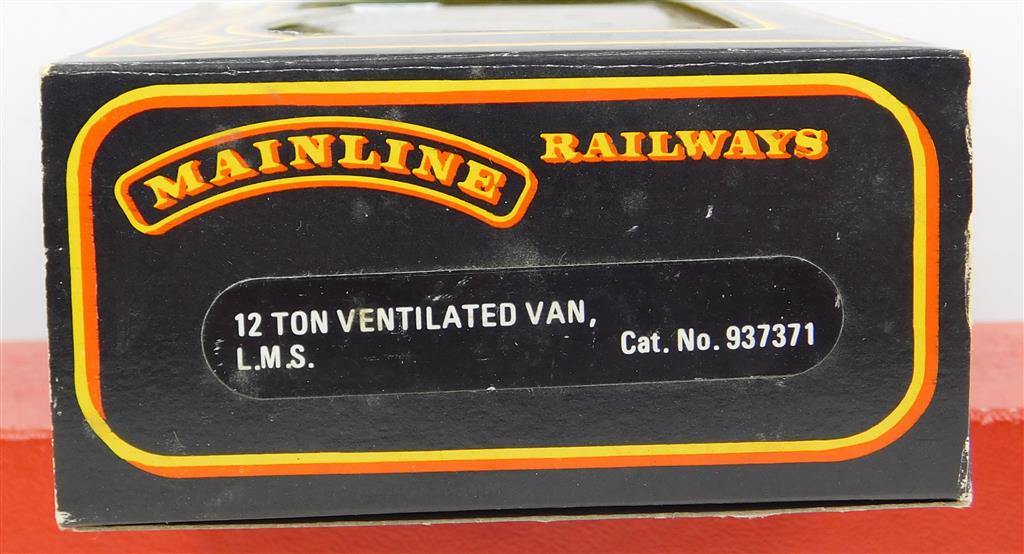 MAINLINE RAILWAYS
12 TON VENTILATED VAN,
L.M.S.
Cat. No. 937371